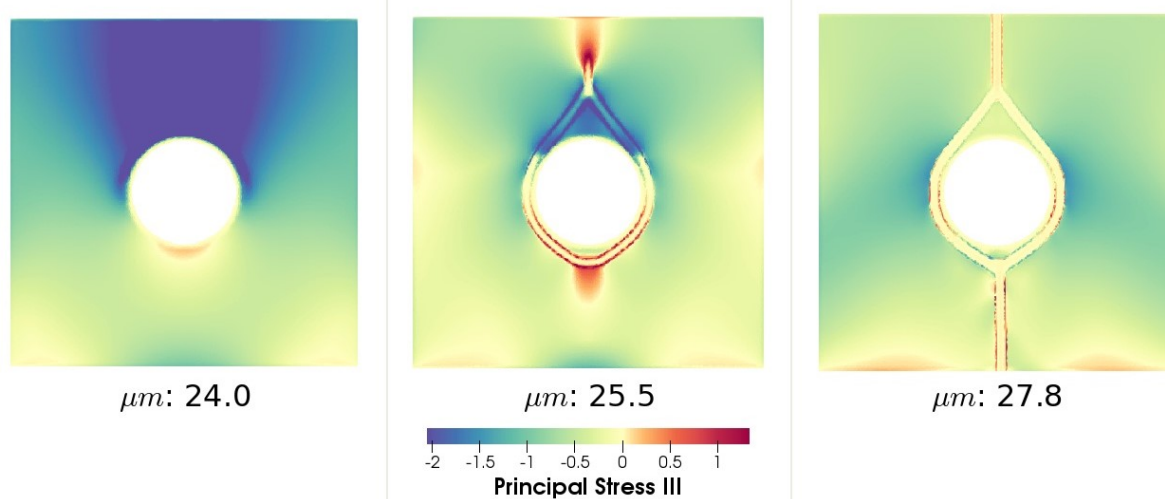 μm: 24.0
μm: 25.5
μm: 27.8
-2 -1.5 -1 -0.5 0 0.5 1
Principal Stress III